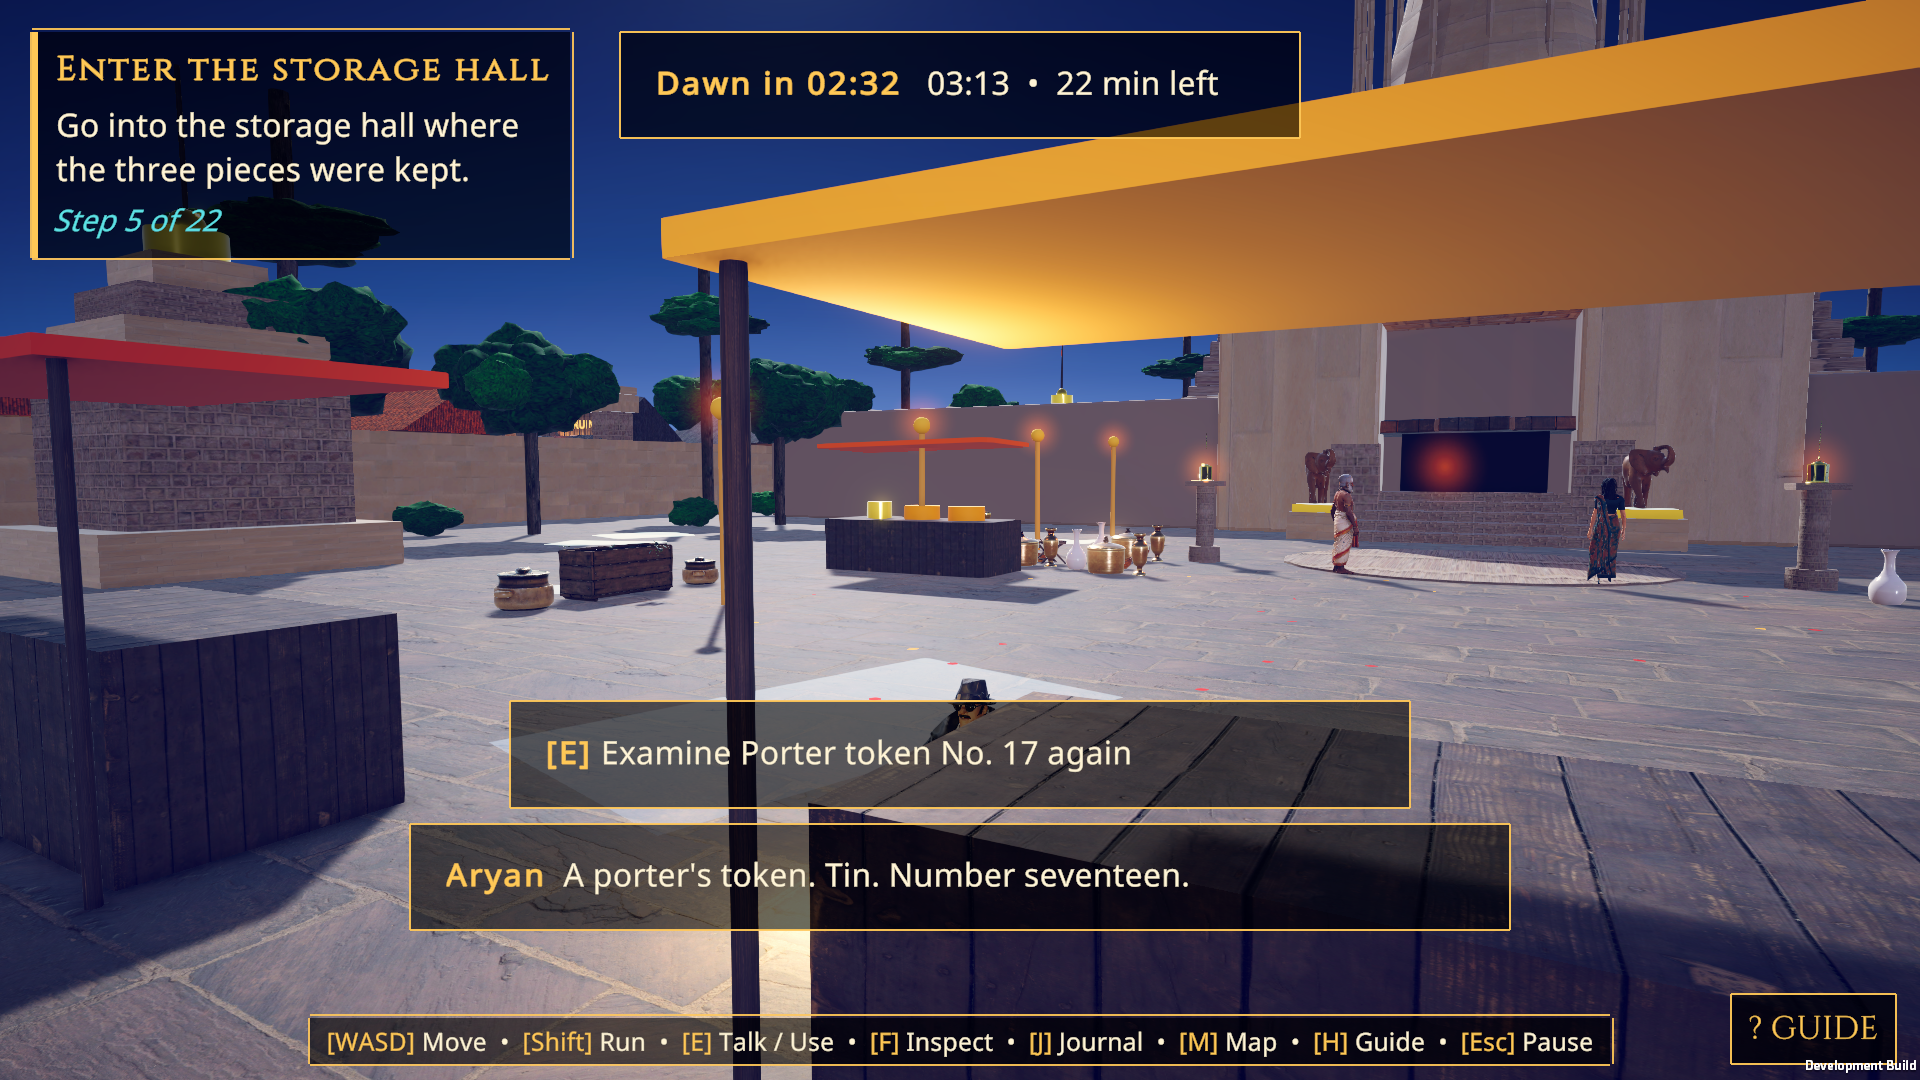 ENTER THE STORAGE HALL
Go into the storage hall where
the three pieces were kept.
Step 5 of 22
Dawn in 02:32 03:13 • 22 min left
[E] Examine Porter token No. 17 again
Aryan A porter's token. Tin. Number seventeen.
[WASD] Move • [Shift] Run • [E] Talk / Use • [F] Inspect • [J] Journal • [M] Map • [H] Guide • [Esc] Pause
? GUIDE
Development Build